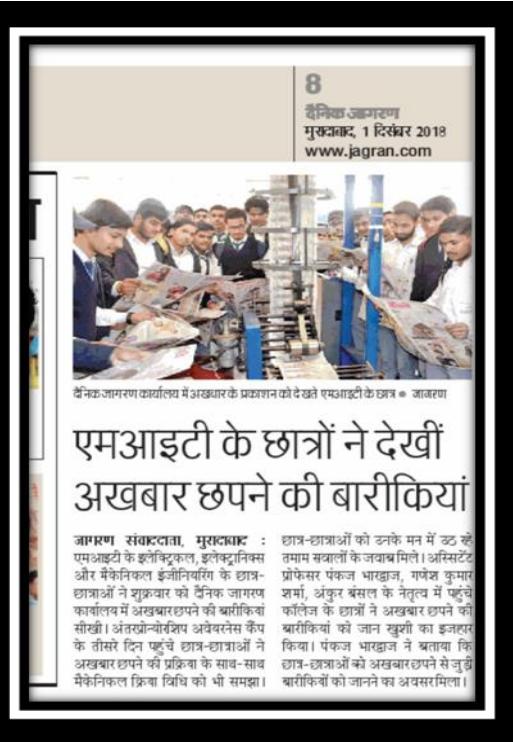 8
दैनिक जागरण
मुरादाबाद, 1 दिसंबर 2018
www.jagran.com
दैनिक जागरण कार्यालय में अखबार के प्रकाशन को देखते एमआइटी के छात्र ● जागरण
एमआइटी के छात्रों ने देखीं
अखबार छपने की बारीकियां
जागरण संवाददाता, मुरादाबाद :
एमआइटी के इलेक्ट्रिकल, इलेक्ट्रानिक्स
और मैकेनिकल इंजीनियरिंग के छात्र-
छात्राओं ने शुक्रवार को दैनिक जागरण
कार्यालय में अखबार छपने की बारीकियां
सीखी। अंतरप्रोन्योरशिप अवेयरनेस कैंप
के तीसरे दिन पहुंचे छात्र-छात्राओं ने
अखबार छपने की प्रक्रिया के साथ-साथ
मैकेनिकल क्रिया विधि को भी समझा।
छात्र-छात्राओं को उनके मन में उठ रहे
तमाम सवालों के जवाब मिले। अस्सिटेंट
प्रोफेसर पंकज भारद्वाज, गणेश कुमार
शर्मा, अंकुर बंसल के नेतृत्व में पहुंचे
कॉलेज के छात्रों ने अखबार छपने की
बारीकियां को जान खुशी का इजहार
किया। पंकज भारद्वाज ने बताया कि
छात्र-छात्राओं को अखबार छपने से जुड़ी
बारीकियों को जानने का अवसर मिला।